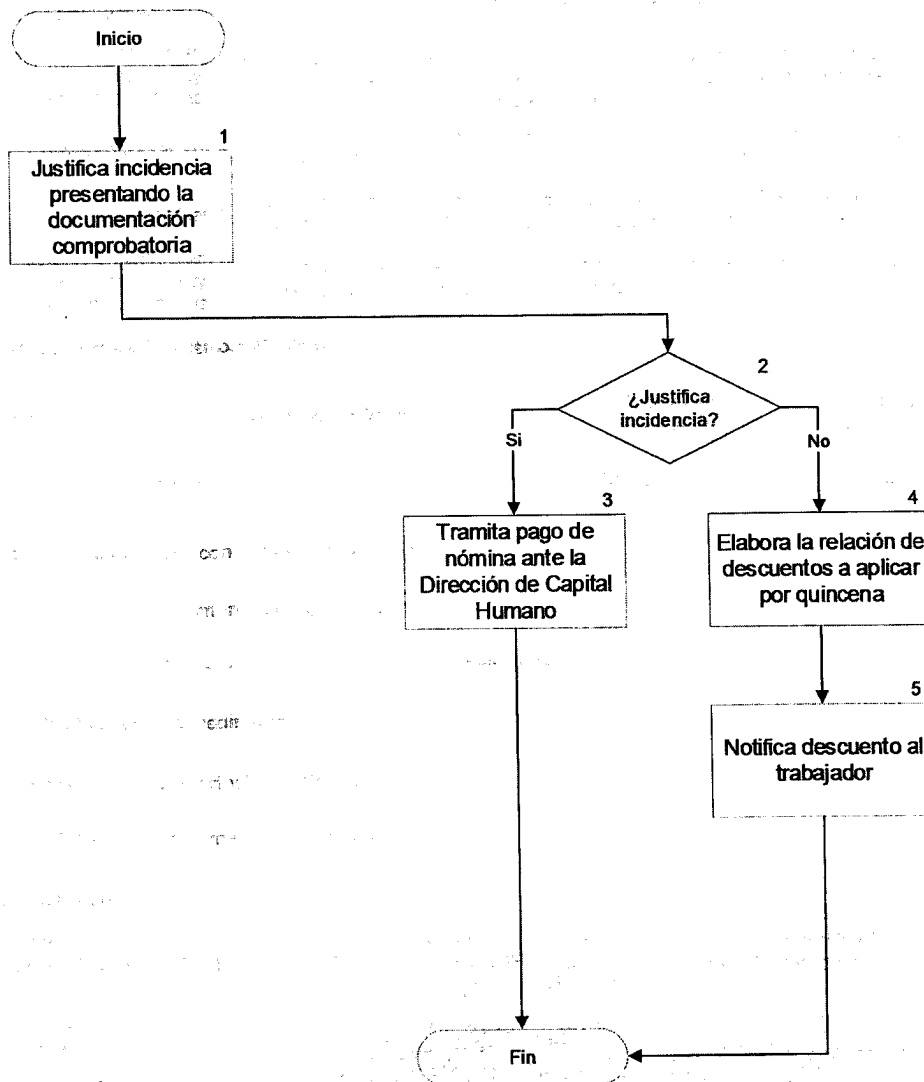 Inicio
1
Justifica incidencia
presentando la
documentación
comprobatoria
2
¿Justifica
incidencia?
Si
No
3
Tramita pago de
nómina ante la
Dirección de Capital
Humano
4
Elabora la relación de
descuentos a aplicar
por quincena
5
Notifica descuento al
trabajador
Fin